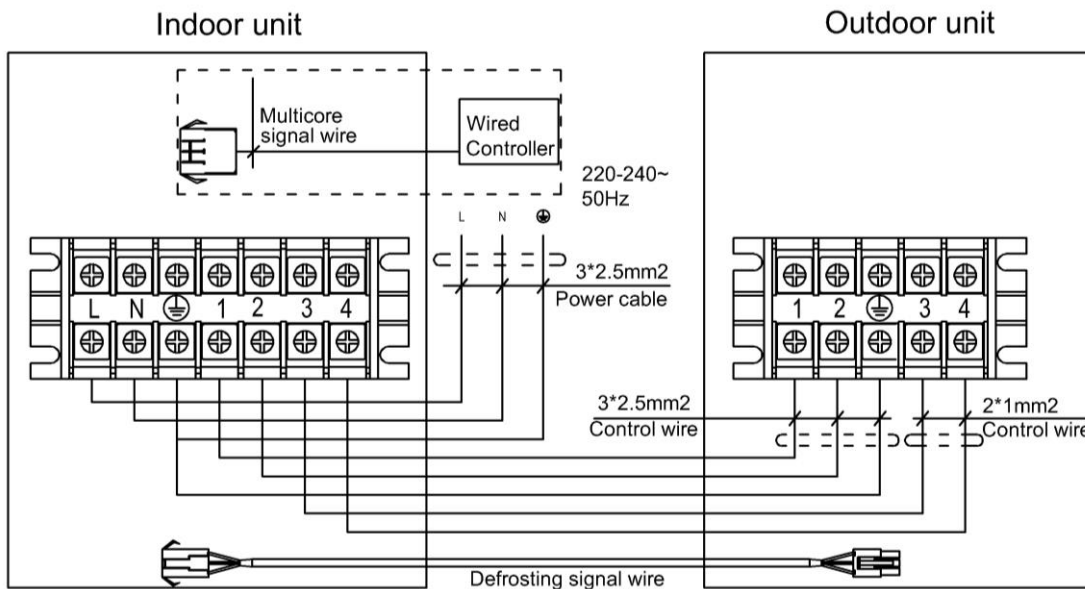 Indoor unit
Outdoor unit
Multicore
signal wire
Wired
Controller
220-240~
50Hz
L N
3*2.5mm2
Power cable
L N 1 2 3 4
1 2 3 4
3*2.5mm2
Control wire
2*1mm2
Control wire
Defrosting signal wire